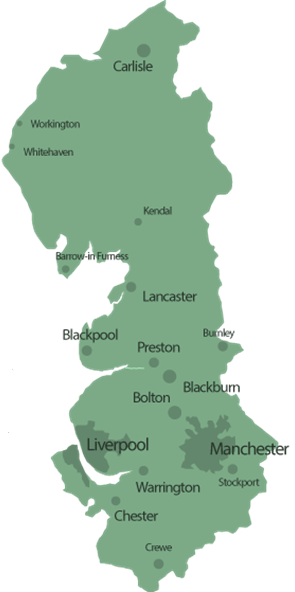 Carlisle
Workington
Whitehaven
Kendal
Barrow-in Furness
Lancaster
Blackpool
Burnley
Preston
Blackburn
Bolton
Liverpool
Manchester
Stockport
Warrington
Chester
Crewe